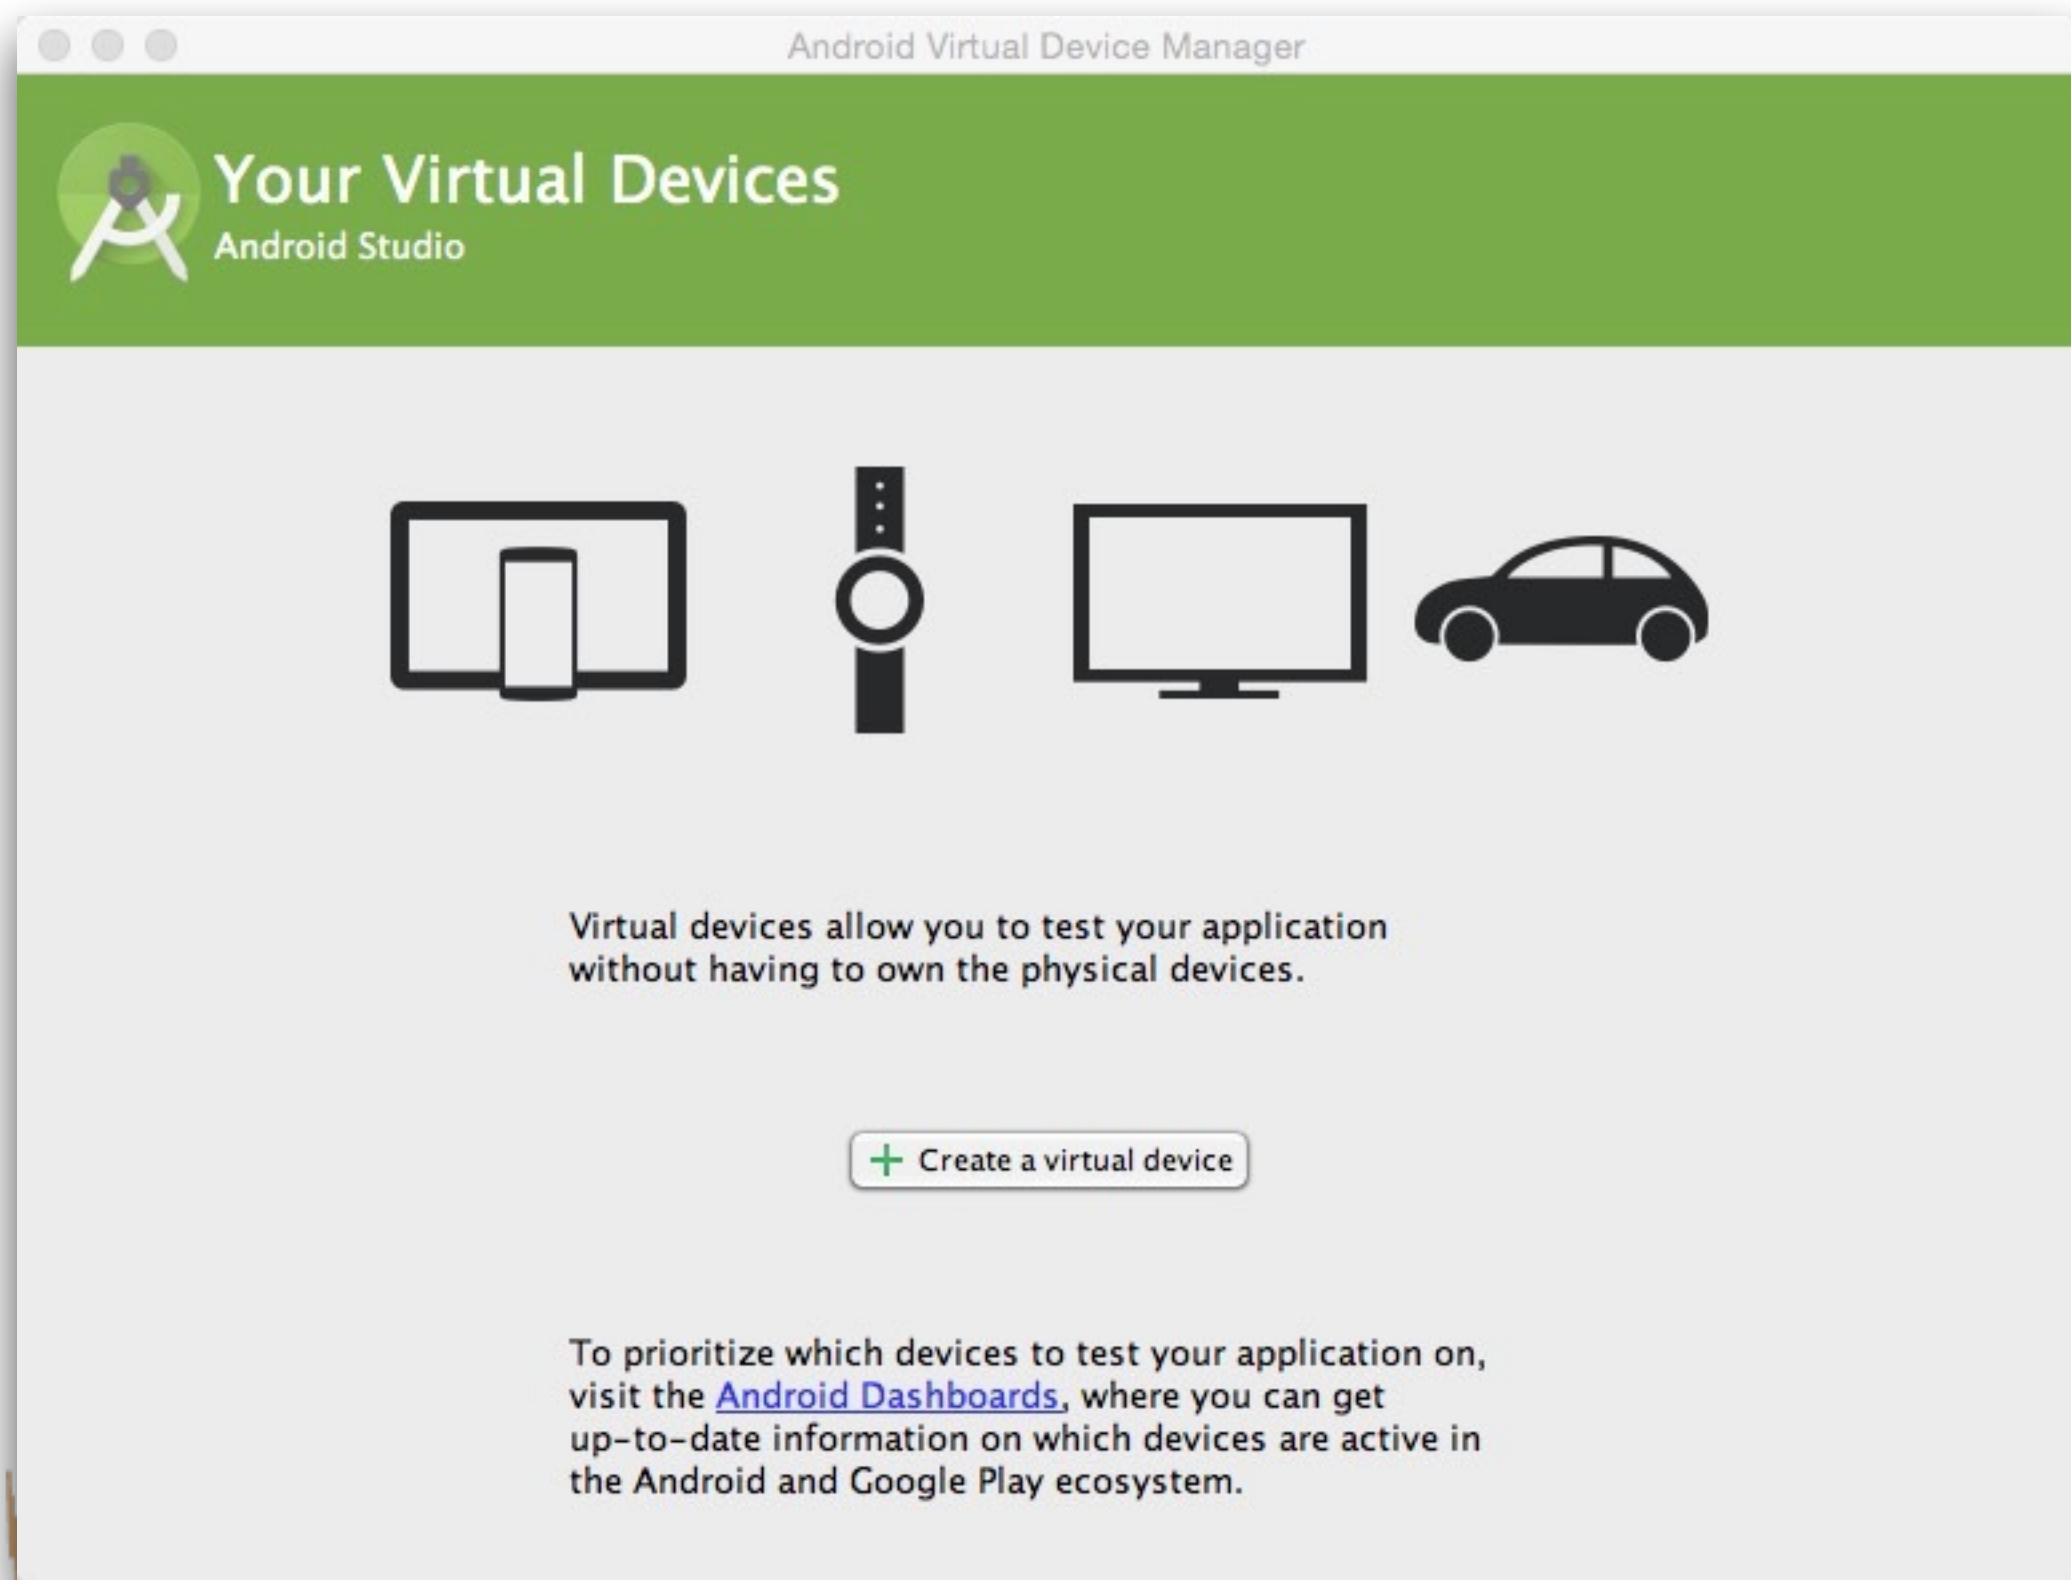 Android Virtual Device Manager
Your Virtual Devices
Android Studio
Virtual devices allow you to test your application
without having to own the physical devices.
Create a virtual device
To prioritize which devices to test your application on,
visit the Android Dashboards, where you can get
up-to-date information on which devices are active in
the Android and Google Play ecosystem.